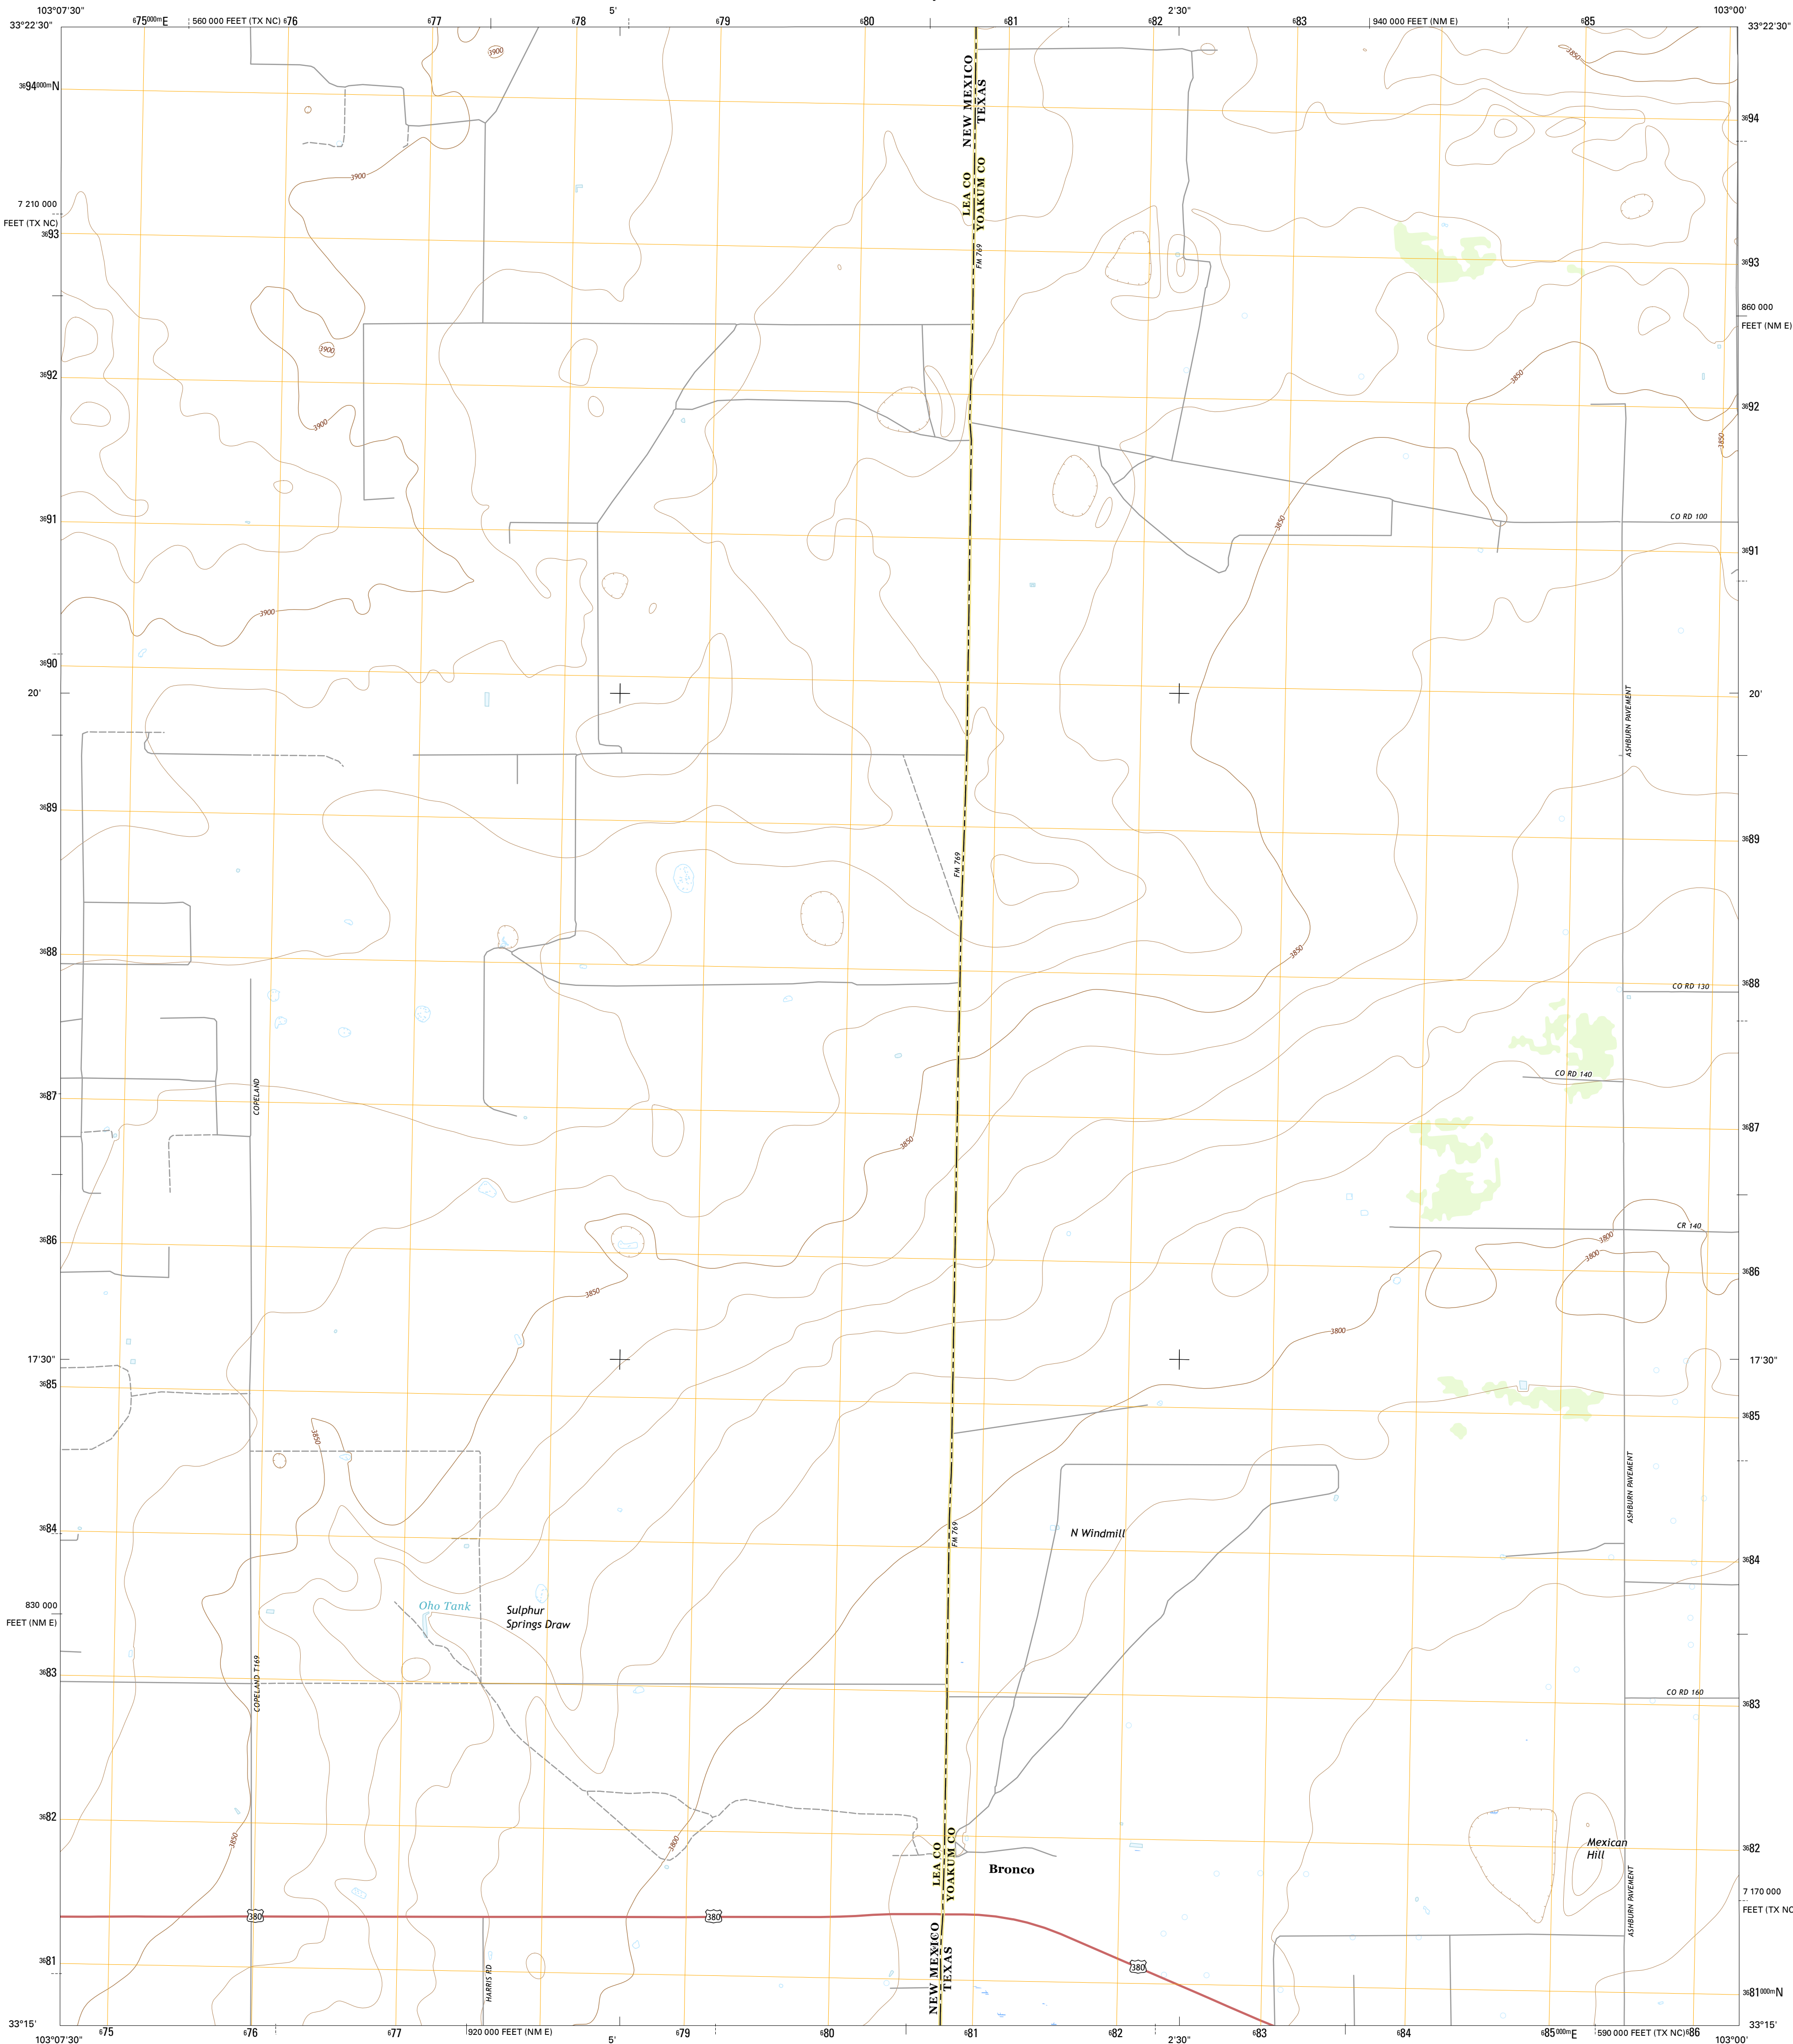 103°07'30"
675000mE
560 000 FEET (TX NC)
676
677
678
5'
679
680
681
682
2'30"
683
940 000 FEET (NM E)
685
103°00'
33°22'30"
33°22'30"
3694000mN
3694
7 210 000
FEET (TX NC)
3693
3693
860 000
FEET (NM E)
3692
3692
3691
3691
3690
20'
20'
3689
3689
3688
3688
3687
3687
3686
3686
17'30"
17'30"
3685
3685
3684
3684
830 000
FEET (NM E)
3683
3683
3682
3682
7 170 000
FEET (TX NC
3681
3681000mN
33°15'
33°15'
NEW MEXICO
TEXAS
LEA CO
YOAKUM CO
FM 769
3900
3850
3900
3900
3850
3900
3850
3850
CO RD 100
3900
ASHBURN PAVEMENT
FM 769
3850
CO RD 130
CO RD 140
COPELAND
3850
CR 140
3800
3800
3850
3800
3850
ASHBURN PAVEMENT
FM 769
N Windmill
Oho Tank
Sulphur
Springs Draw
COPELAND T169
CO RD 160
3850
3800
LEA CO
YOAKUM CO
Bronco
Mexican
Hill
ASHBURN PAVEMENT
380
380
380
NEW MEXICO
TEXAS
HARRIS RD
103°07'30"
675
676
677
920 000 FEET (NM E)
5'
679
680
681
682
2'30"
683
684
685000mE
590 000 FEET (TX NC)
686
103°00'